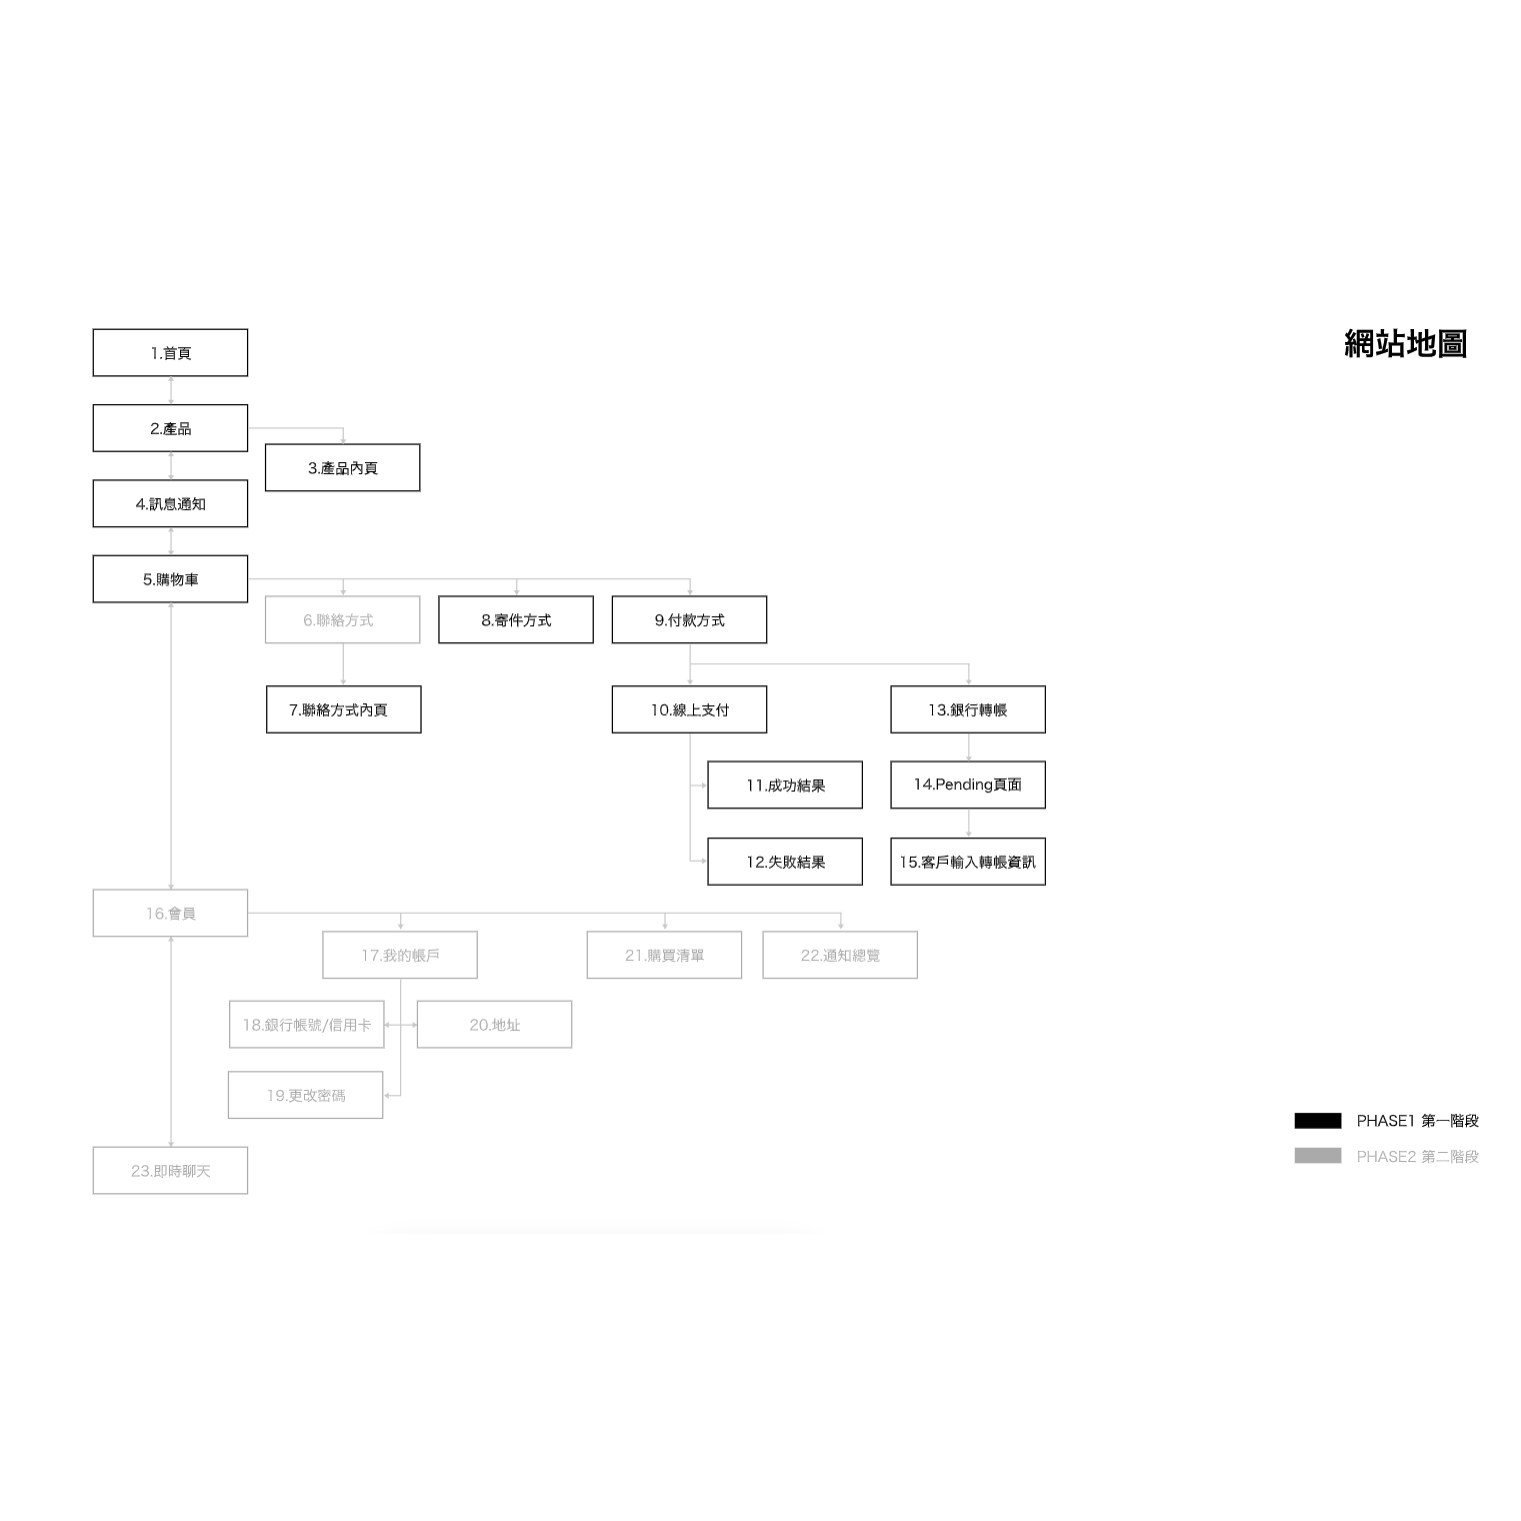 網站地圖
1.首頁
2.產品
3.產品內頁
4.訊息通知
5.購物車
6.聯絡方式
8.寄件方式
9.付款方式
7.聯絡方式內頁
10.線上支付
13.銀行轉帳
11.成功結果
14.Pending頁面
12.失敗結果
15.客戶輸入轉帳資訊
16.會員
17.我的帳戶
21.購買清單
22.通知總覽
18.銀行帳號/信用卡
20.地址
19.更改密碼
23.即時聊天
PHASE1 第一階段
PHASE2 第二階段